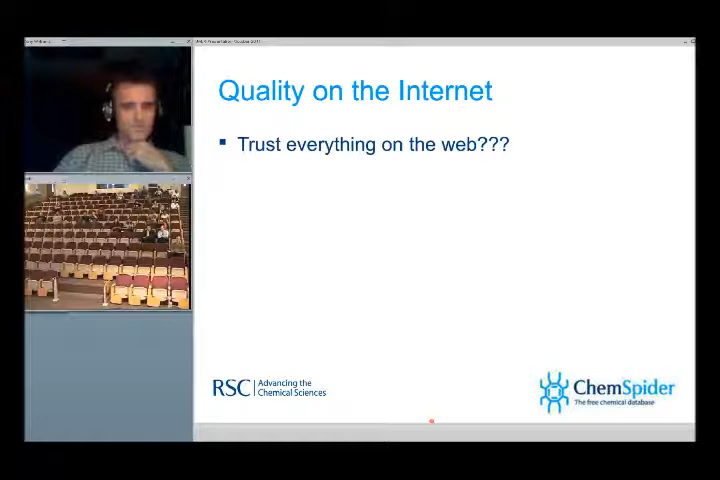 Quality on the Internet
Trust everything on the web???
RSC
Advancing the
Chemical Sciences
ChemSpider
The free chemical database